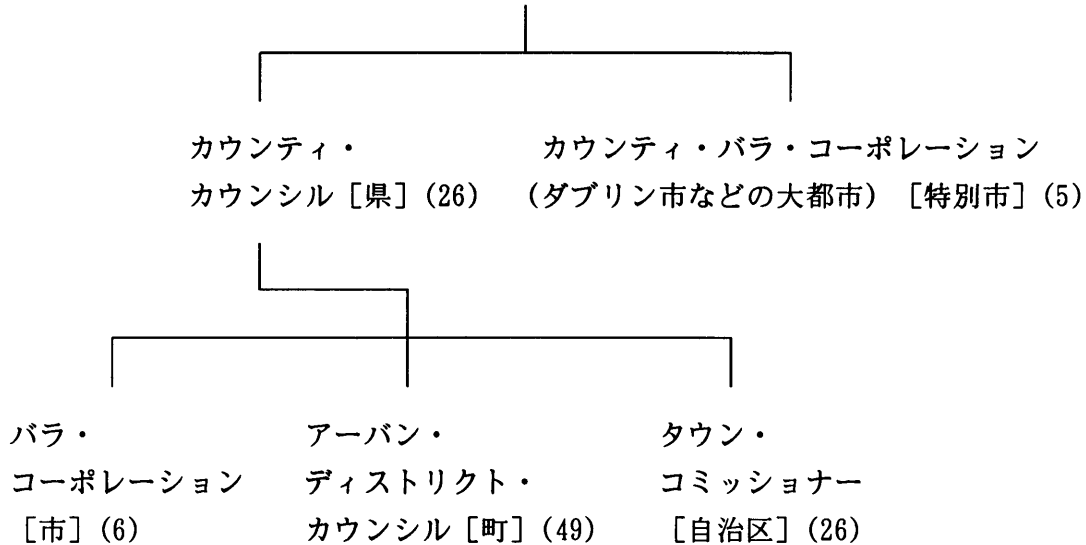 カウンティ・
カウンシル［県］(26)
カウンティ・バラ・コーポレーション
（ダブリン市などの大都市）［特別市］(5)
バラ・
コーポレーション
［市］(6)
アーバン・
ディストリクト・
カウンシル［町］(49)
タウン・
コミッショナー
［自治区］(26)